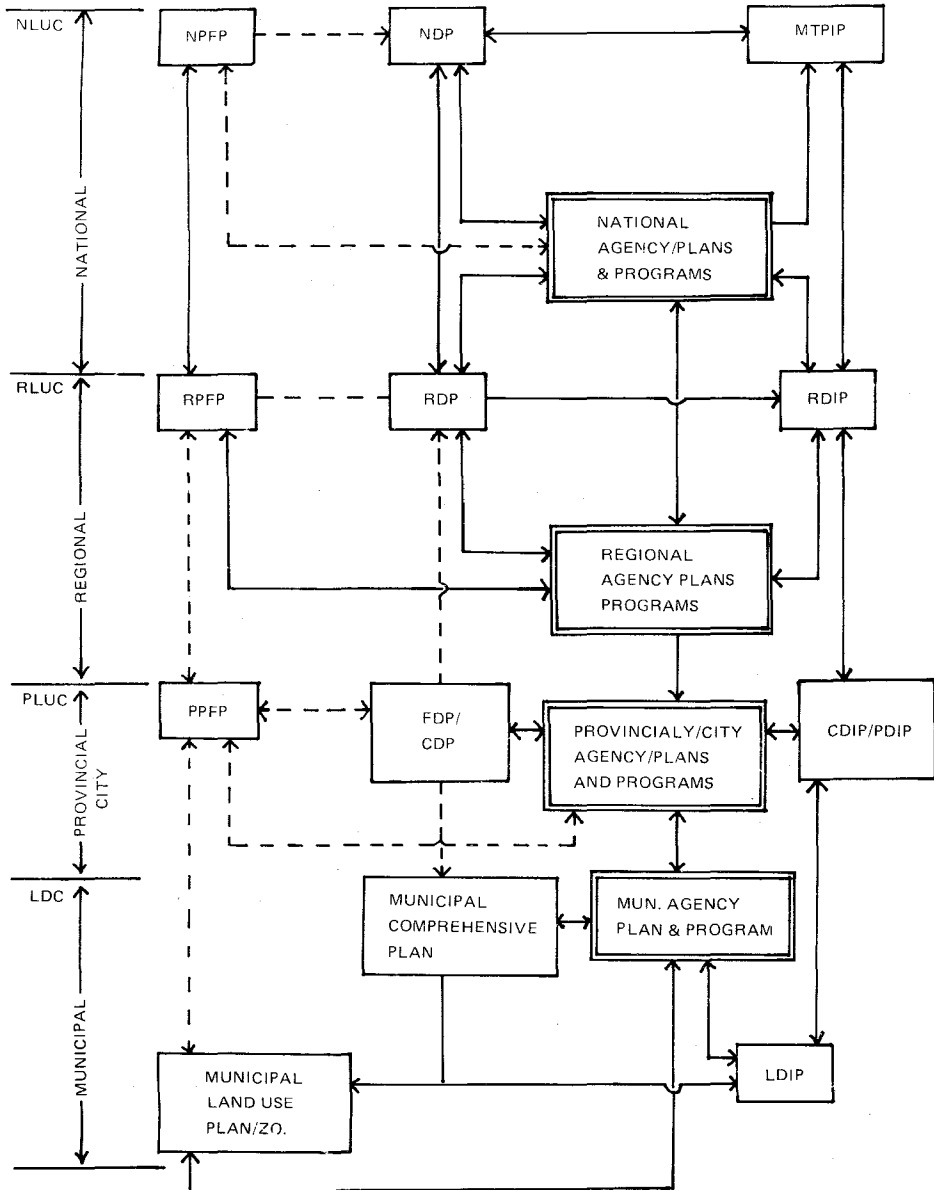 NLUC
NPFP
NDP
MTPIP
NATIONAL
NATIONAL
AGENCY/PLANS
& PROGRAMS
RLUC
RPFP
RDP
RDIP
REGIONAL
REGIONAL
AGENCY PLANS
PROGRAMS
PLUC
PPFP
FDP/
CDP
PROVINCIALY/CITY
AGENCY/PLANS
AND PROGRAMS
CDIP/PDIP
PROVINCIAL
CITY
LDC
MUNICIPAL
COMPREHENSIVE
PLAN
MUN. AGENCY
PLAN & PROGRAM
MUNICIPAL
MUNICIPAL
LAND USE
PLAN/ZO.
LDIP